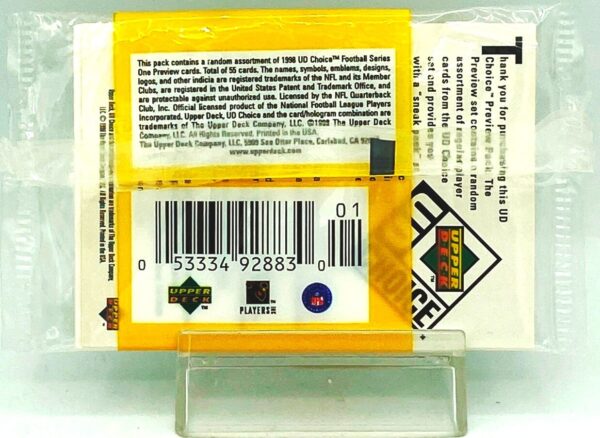 This pack contains a random assortment of 1998 UD Choice™ Football Series
One Preview cards. Total of 55 cards. The names, symbols, emblems, designs,
logos, and other indicia are registered trademarks of the NFL and its Member
Clubs, are registered in the United States Patent and Trademark Office, and
are protectable against unauthorized use. Licensed by the NFL Quarterback
Club, Inc. Official licensed product of the National Football League Players
Incorporated. Upper Deck, UD Choice and the card/hologram combination are
trademarks of The Upper Deck Company, LLC. ©1998 The Upper Deck
Company, LLC. All Rights Reserved. Printed in the USA.
The Upper Deck Company, LLC, 5909 Sea Otter Place, Carlsbad, CA
www.upperdeck.com
01
0 53334 92883 0
UPPER
DECK
™
PLAYERS INC
NFL
Thank you for purchasing this UD
Choice Preview Pack. The
Preview set contains a random
assortment of regular player
cards from the UD Choice
set and provides you
with a "sneak peek"
UPPER
DECK
™
CHOICE